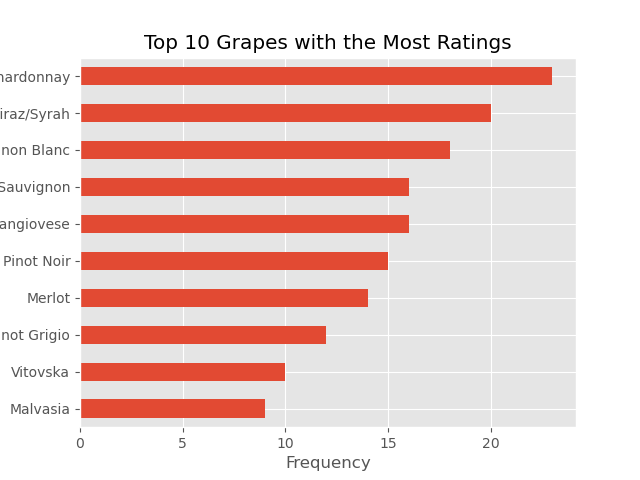 Top 10 Grapes with the Most Ratings
hardonnay
iraz/Syrah
non Blanc
Sauvignon
angiovese
Pinot Noir
Merlot
not Grigio
Vitovska
Malvasia
0 5 10 15 20
Frequency